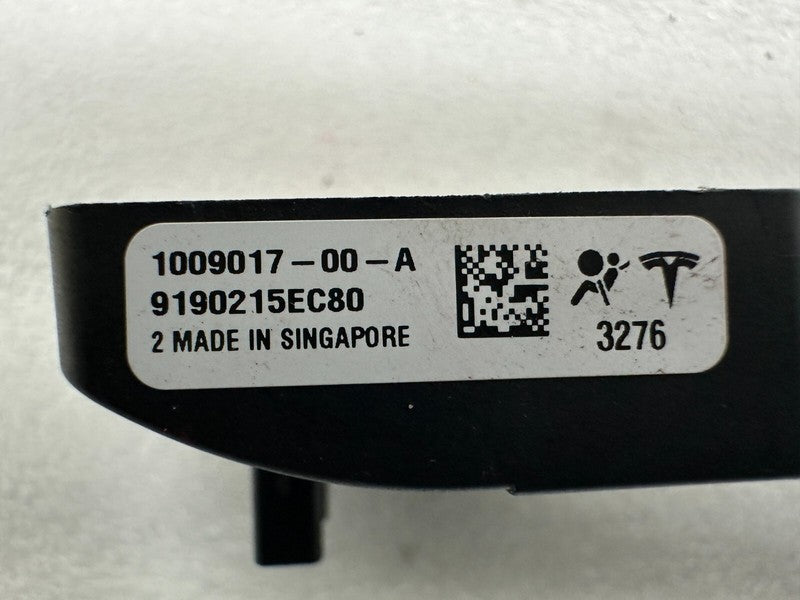 1009017-00-A
9190215EC80
2 MADE IN SINGAPORE
3276